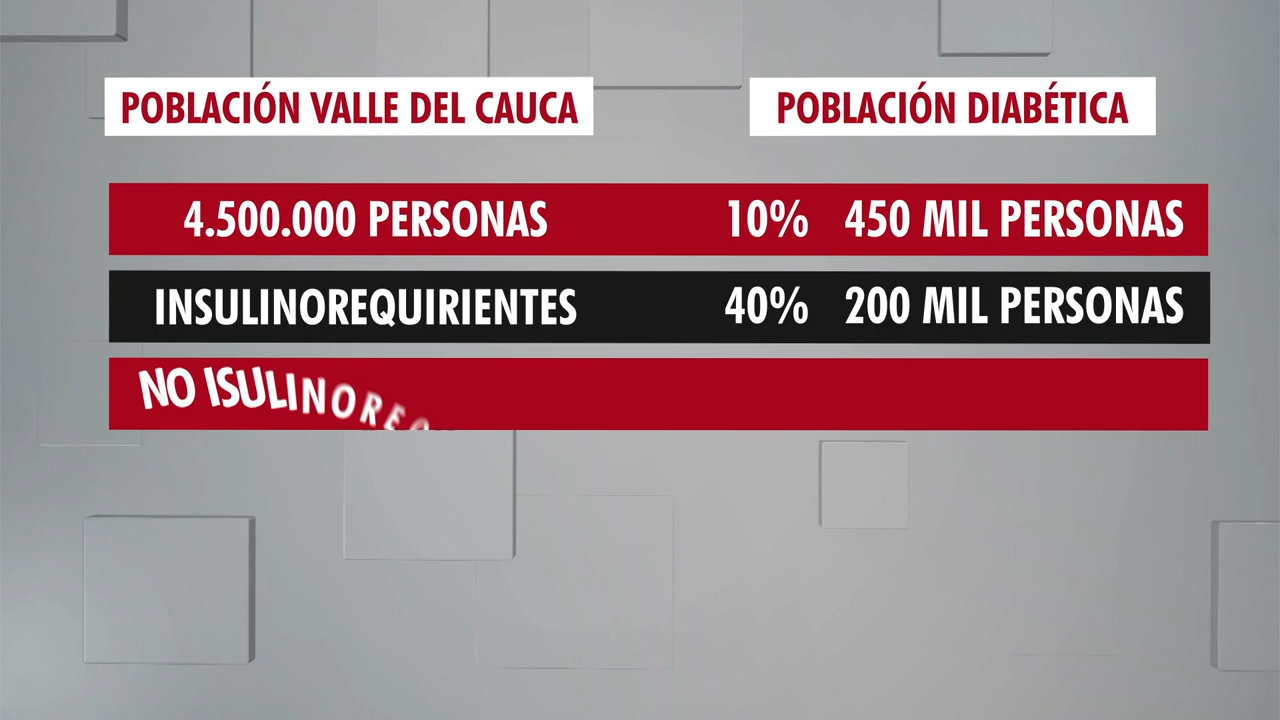 POBLACIÓN VALLE DEL CAUCA
POBLACIÓN DIABÉTICA
4.500.000 PERSONAS 10% 450 MIL PERSONAS
INSULINOREQUIRIENTES 40% 200 MIL PERSONAS
NO